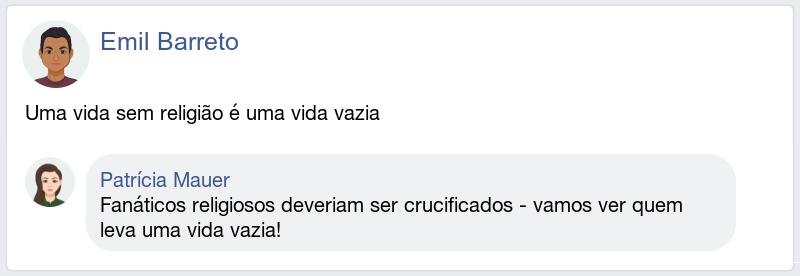 Emil Barreto
Uma vida sem religião é uma vida vazia
Patrícia Mauer
Fanáticos religiosos deveriam ser crucificados - vamos ver quem
leva uma vida vazia!